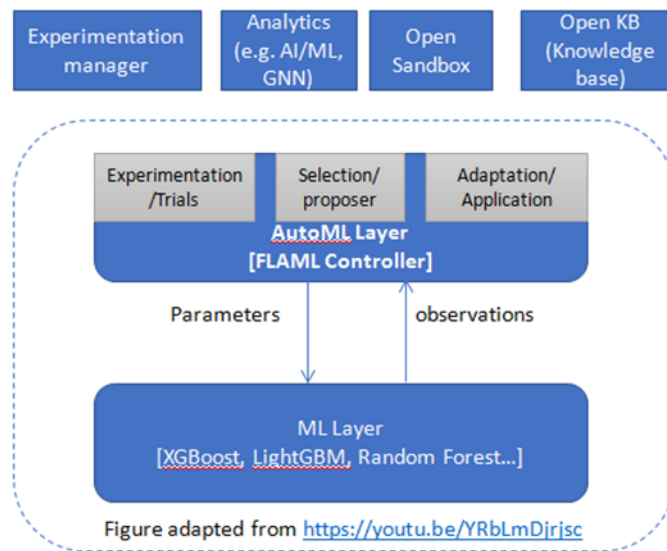 Experimentation
manager
Analytics
(e.g. AI/ML,
GNN)
Open
Sandbox
Open KB
(Knowledge
base)
Experimentation
/Trials
Selection/
proposer
Adaptation/
Application
AutoML Layer
[FLAML Controller]
Parameters
observations
ML Layer
[XGBoost, LightGBM, Random Forest...]
Figure adapted from https://youtu.be/YRbLmDjrjsc